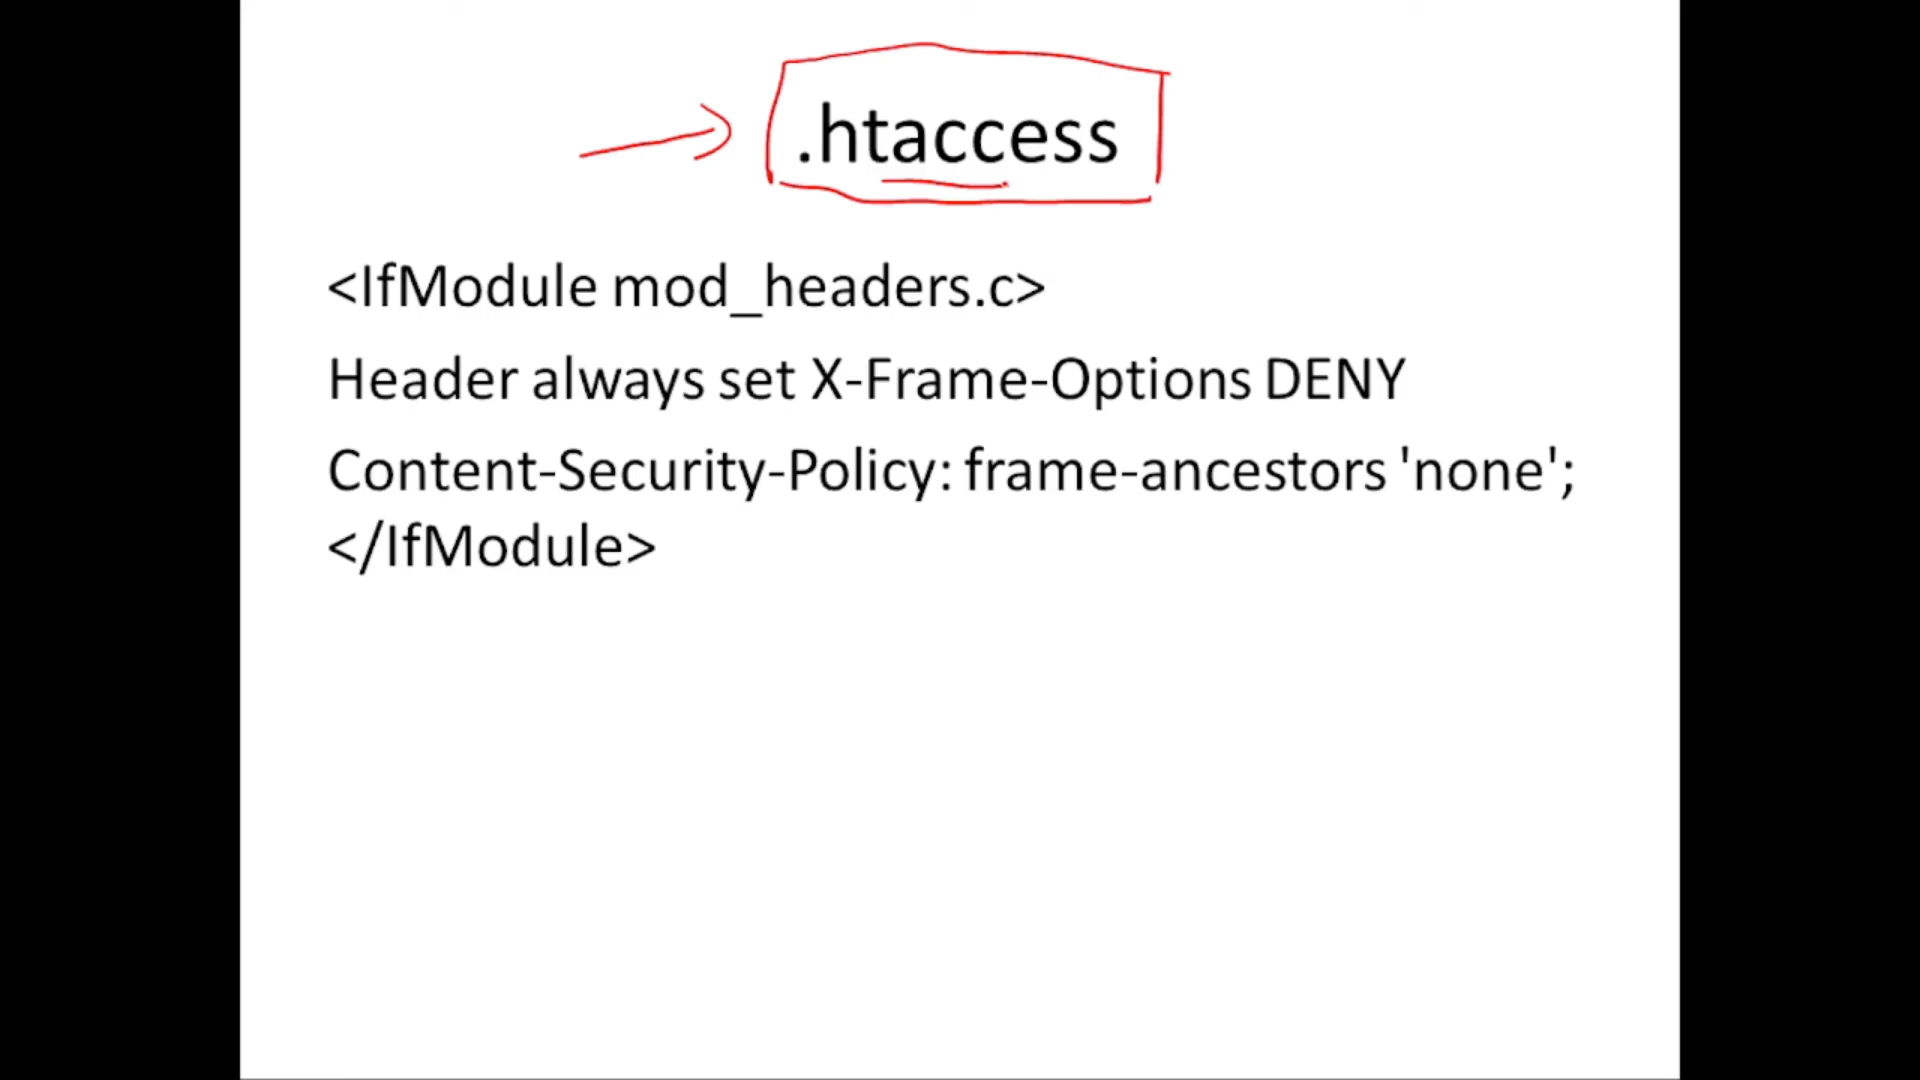 .htaccess
<IfModule mod_headers.c>
Header always set X-Frame-Options DENY
Content-Security-Policy: frame-ancestors 'none';
</IfModule>